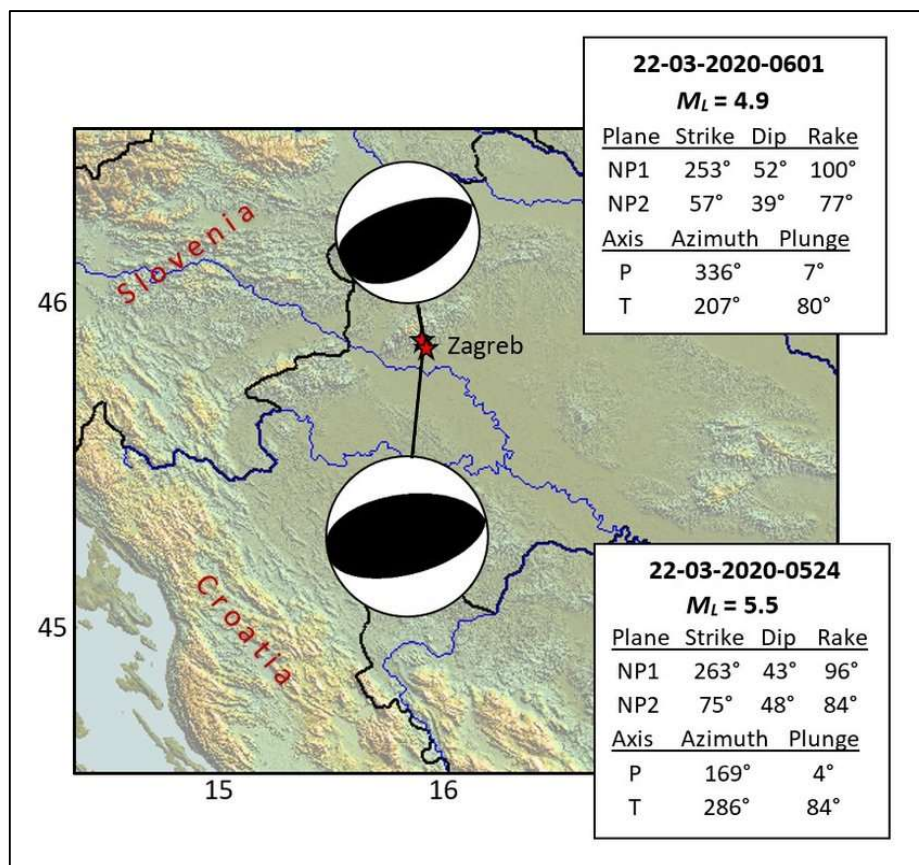 22-03-2020-0601
ML = 4.9
Plane Strike Dip Rake
NP1 253° 52° 100°
NP2 57° 39° 77°
Axis Azimuth Plunge
P 336° 7°
T 207° 80°
Slovenia
46
Zagreb
Croatia
45
22-03-2020-0524
ML = 5.5
Plane Strike Dip Rake
NP1 263° 43° 96°
NP2 75° 48° 84°
Axis Azimuth Plunge
P 169° 4°
T 286° 84°
15 16